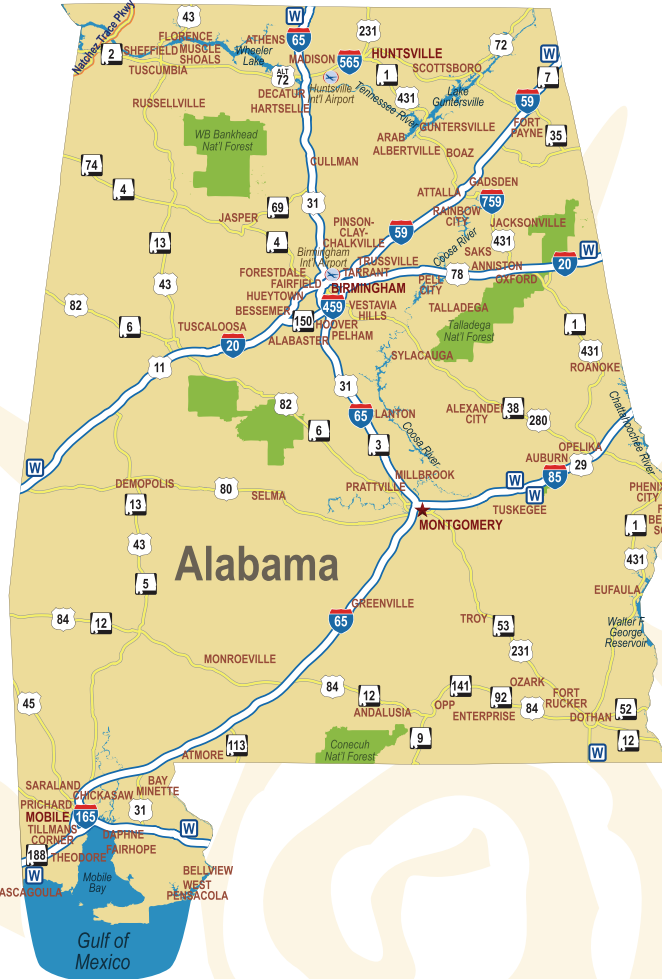 Natchez Trace Pkwy
43
W
65
231
FLORENCE
ATHENS
2
SHEFFIELD
MUSCLE
SHOALS
Wheeler
Lake
MADISON
565
HUNTSVILLE
72
W
TUSCUMBIA
ALT
72
1
SCOTTSBORO
7
DECATUR
Huntsville
Int'l Airport
Tennessee River
431
Lake
Guntersville
59
RUSSELLVILLE
HARTSELLE
WB Bankhead
Nat'l Forest
ARAB
GUNTERSVILLE
FORT
PAYNE
35
ALBERTVILLE
BOAZ
74
CULLMAN
4
ATTALLA
GADSDEN
759
69
31
JASPER
PINSON-
CLAY-
CHALKVILLE
59
RAINBOW
CITY
JACKSONVILLE
13
4
Birmingham
Int'l Airport
Coosa River
431
SAKS
W
TRUSSVILLE
20
FORESTDALE
TARRANT
78
ANNISTON
43
FAIRFIELD
BIRMINGHAM
PELL
CITY
OXFORD
HUEYTOWN
459
VESTAVIA
HILLS
TALLADEGA
82
BESSEMER
150
HOOVER
6
TUSCALOOSA
PELHAM
Talladega
Nat'l Forest
1
20
ALABASTER
SYLACAUGA
431
11
ROANOKE
31
82
65
LANTON
ALEXANDE
CITY
38
280
Chattahoochee River
6
3
Coosa River
OPELIKA
W
AUBURN
29
MILLBROOK
W
85
DEMOPOLIS
80
PRATTVILLE
W
PHENIX
CITY
SELMA
13
TUSKEGEE
MONTGOMERY
1
43
Alabama
431
5
EUFAULA
GREENVILLE
84
12
65
TROY
53
Walter F
George
Reservoir
231
MONROEVILLE
84
141
OZARK
45
12
92
FORT
RUCKER
OPP
84
52
ANDALUSIA
ENTERPRISE
DOTHAN
113
9
12
ATMORE
Conecuh
Nat'l Forest
W
SARALAND
BAY
MINETTE
CHICKASAW
PRICHARD
31
MOBILE
165
TILLMANS
CORNER
DAPHNE
W
188
THEODORE
FAIRHOPE
W
Mobile
Bay
BELLVIEW
ASCAGOULA
WEST
PENSACOLA
Gulf of
Mexico